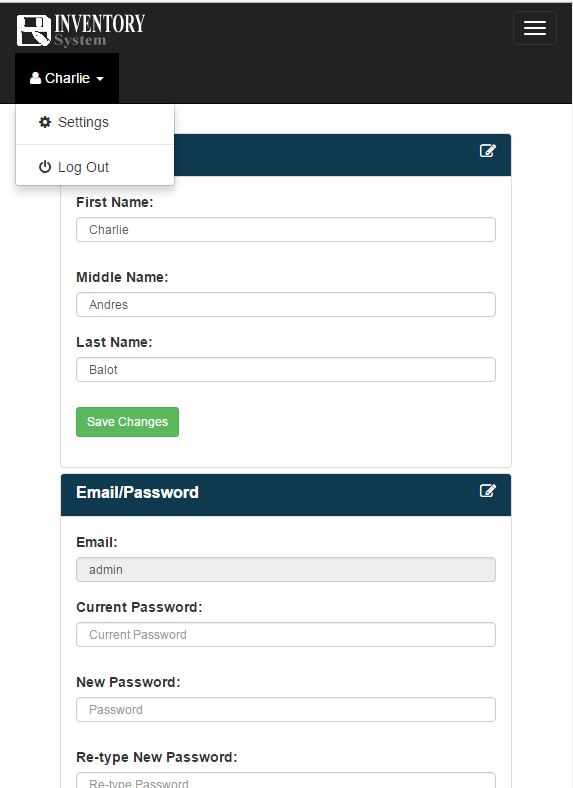 INVENTORY
System
Charlie
Settings
Log Out
First Name:
Charlie
Middle Name:
Andres
Last Name:
Balot
Save Changes
Email/Password
Email:
admin
Current Password:
Current Password
New Password:
Password
Re-type New Password:
Re-type Password